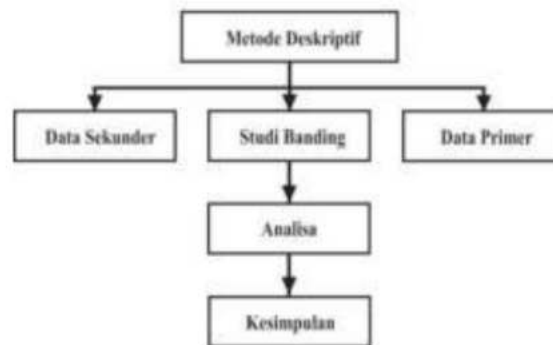 Metode Deskriptif
Data Sekunder
Studi Banding
Data Primer
Analisa
Kesimpulan